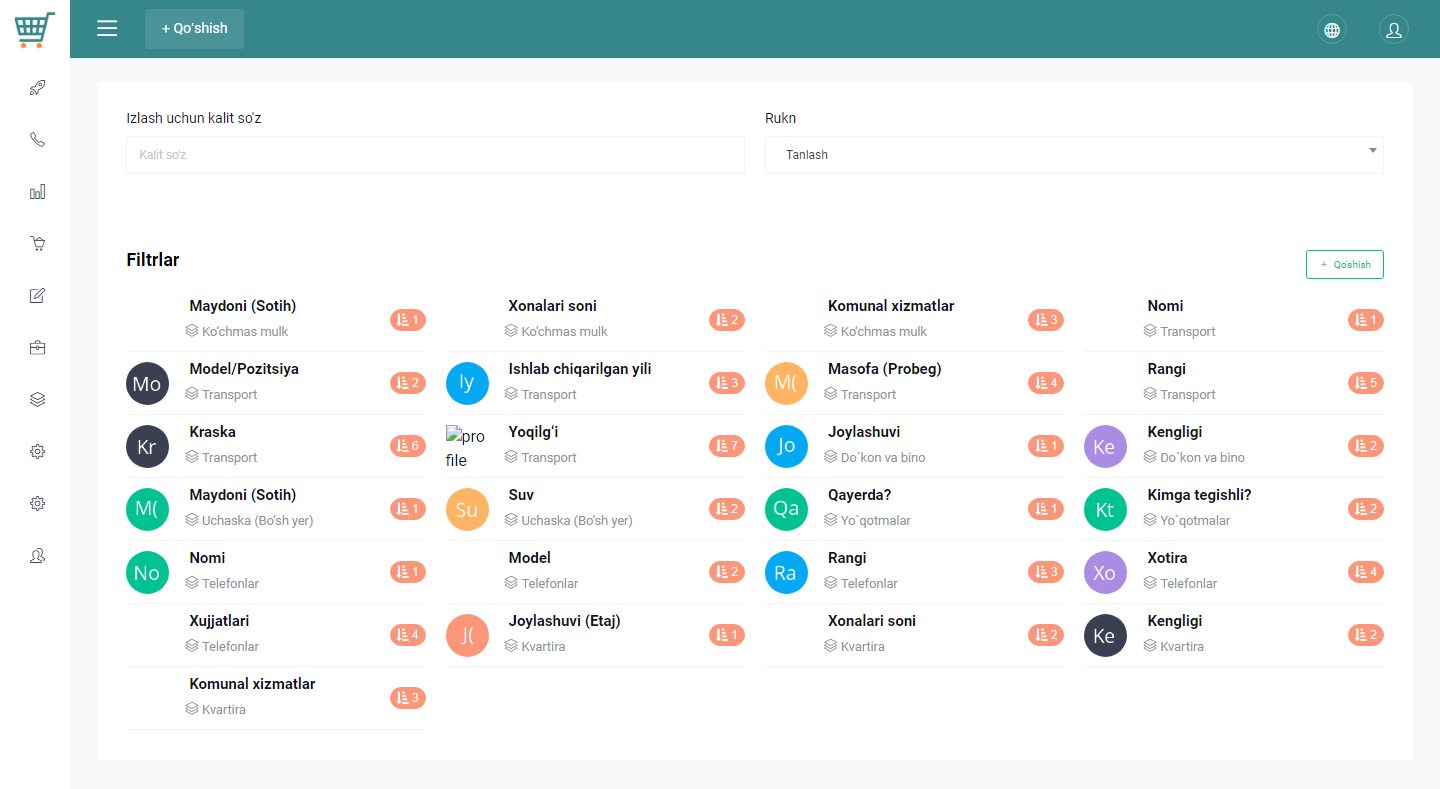 + Qo‘shish
Izlash uchun kalit so'z
Rukn
Kalit so'z
Tanlash
Filtrlar
+ Qo'shish
Maydoni (Sotih)
Ko‘chmas mulk
1
Xonalari soni
Ko‘chmas mulk
2
Komunal xizmatlar
Ko‘chmas mulk
3
Nomi
Transport
1
Mo
Model/Pozitsiya
Transport
2
Iy
Ishlab chiqarilgan yili
Transport
3
M(
Masofa (Probeg)
Transport
4
Rangi
Transport
5
Kr
Kraska
Transport
6
pro
file
Yoqilg‘i
Transport
7
Jo
Joylashuvi
Do`kon va bino
1
Ke
Kengligi
Do`kon va bino
2
M(
Maydoni (Sotih)
Uchaska (Bo‘sh yer)
1
Su
Suv
Uchaska (Bo‘sh yer)
2
Qa
Qayerda?
Yo`qotmalar
1
Kt
Kimga tegishli?
Yo`qotmalar
2
No
Nomi
Telefonlar
1
Model
Telefonlar
2
Ra
Rangi
Telefonlar
3
Xo
Xotira
Telefonlar
4
Xujjatlari
Telefonlar
4
J(
Joylashuvi (Etaj)
Kvartira
1
Xonalari soni
Kvartira
2
Ke
Kengligi
Kvartira
2
Komunal xizmatlar
Kvartira
3